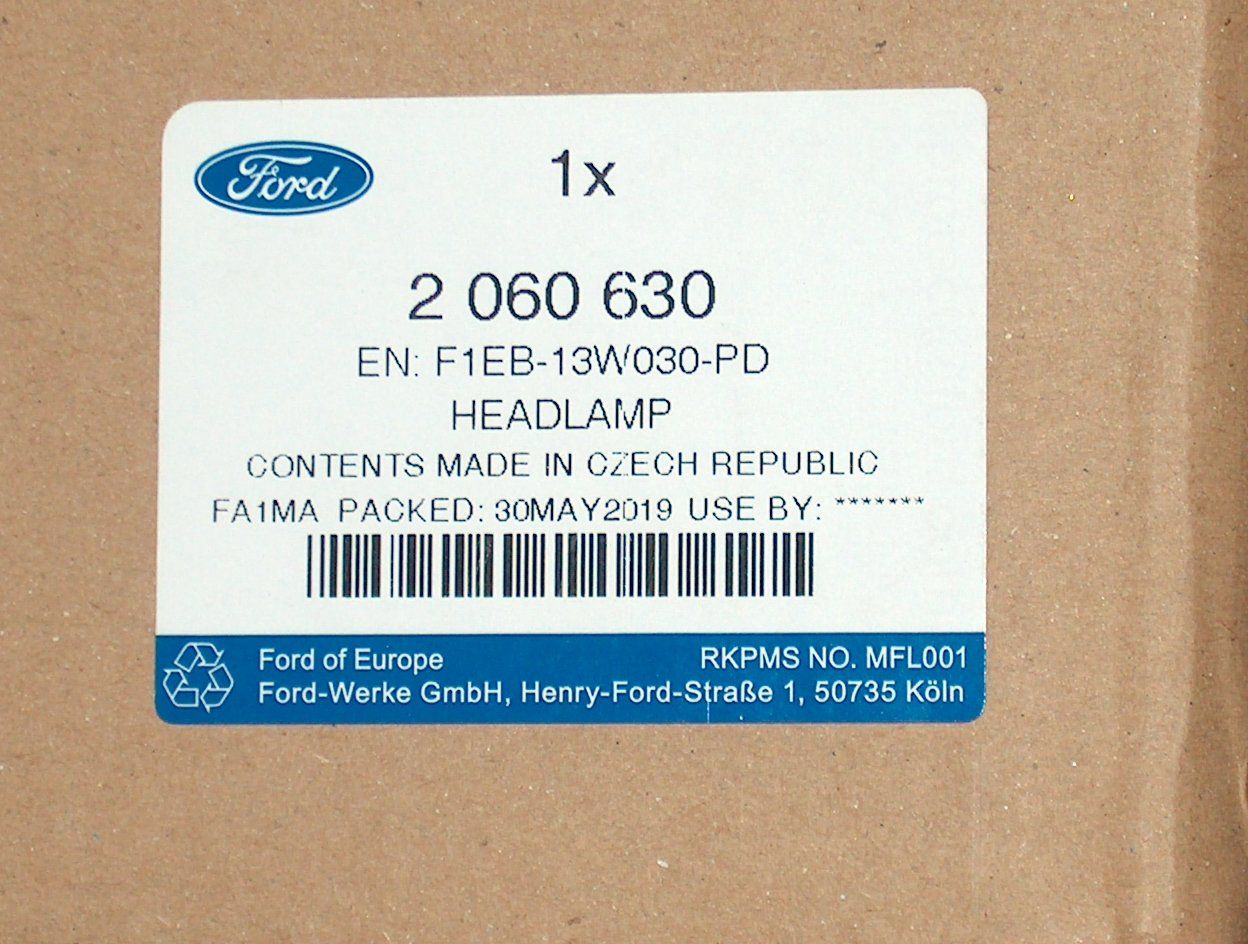 Ford
1x
2 060 630
EN: F1EB-13W030-PD
HEADLAMP
CONTENTS MADE IN CZECH REPUBLIC
FA1MA PACKED: 30MAY2019 USE BY: *******
Ford of Europe RKPMS NO. MFL001
Ford-Werke GmbH, Henry-Ford-Straße 1, 50735 Köln